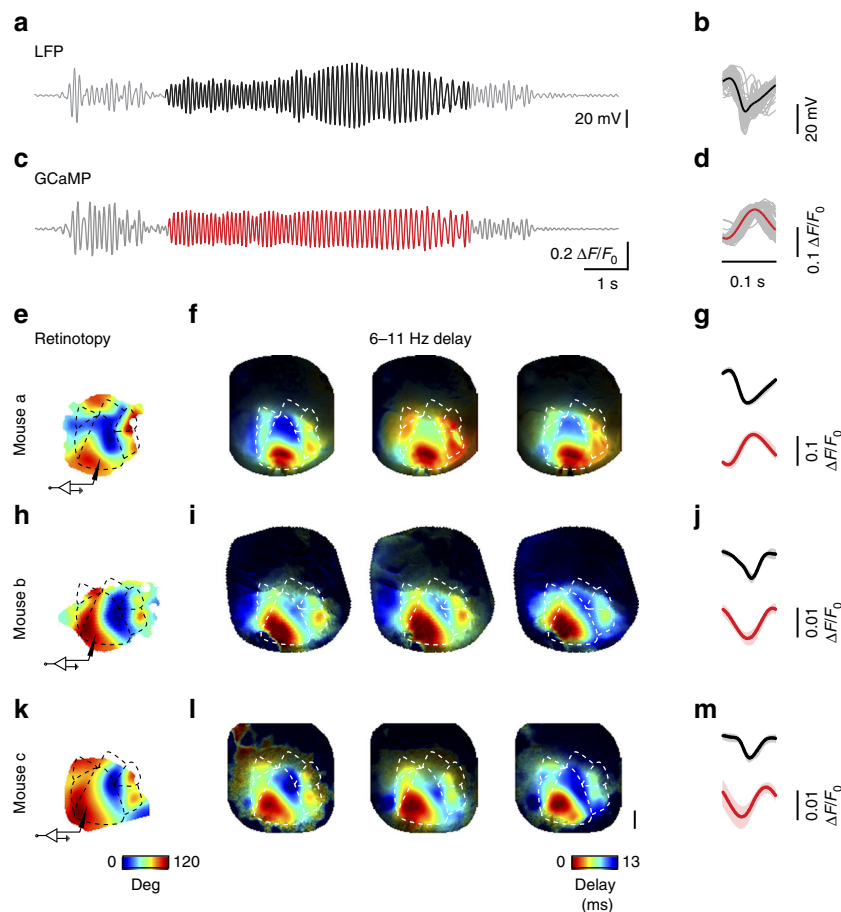 a
LFP
20 mV
b
20 mV
c
GCaMP
0.2 ΔF/F0
1 s
d
0.1 ΔF/F0
0.1 s
e
Retinotopy
f
6–11 Hz delay
g
Mouse a
0.1
ΔF/F0
h
i
j
Mouse b
0.01
ΔF/F0
k
l
m
Mouse c
0.01
ΔF/F0
0 120
Deg
0 13
Delay
(ms)